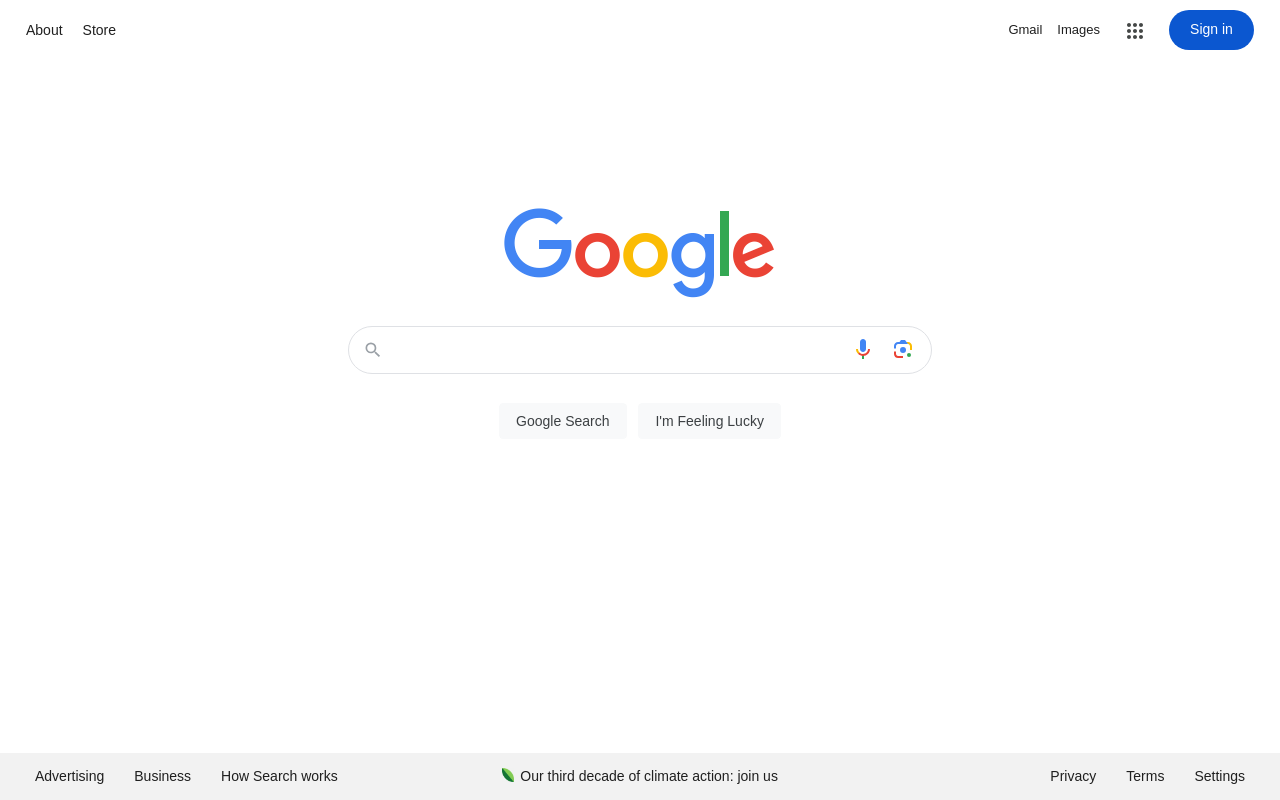 About Store
Gmail Images Sign in
Google
Google Search I'm Feeling Lucky
Advertising Business How Search works
Our third decade of climate action: join us
Privacy Terms Settings